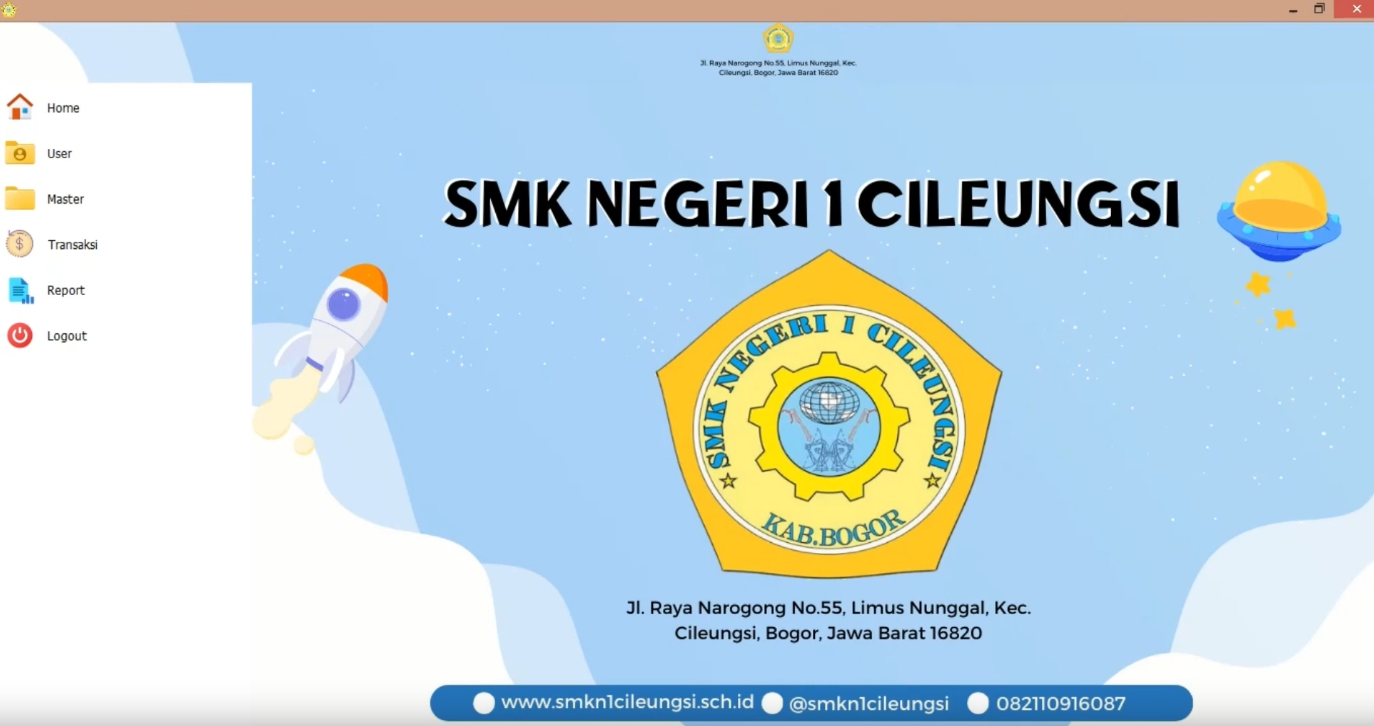 Jl. Raya Narogong No.55, Limus Nunggal, Kec.
Cileungsi, Bogor, Jawa Barat 16820
Home
User
Master
Transaksi
Report
Logout
SMK NEGERI 1 CILEUNGSI
SMK NEGERI 1 CILEUNGSI
KAB.BOGOR
Jl. Raya Narogong No.55, Limus Nunggal, Kec.
Cileungsi, Bogor, Jawa Barat 16820
www.smkn1cileungsi.sch.id @smkn1cileungsi 082110916087